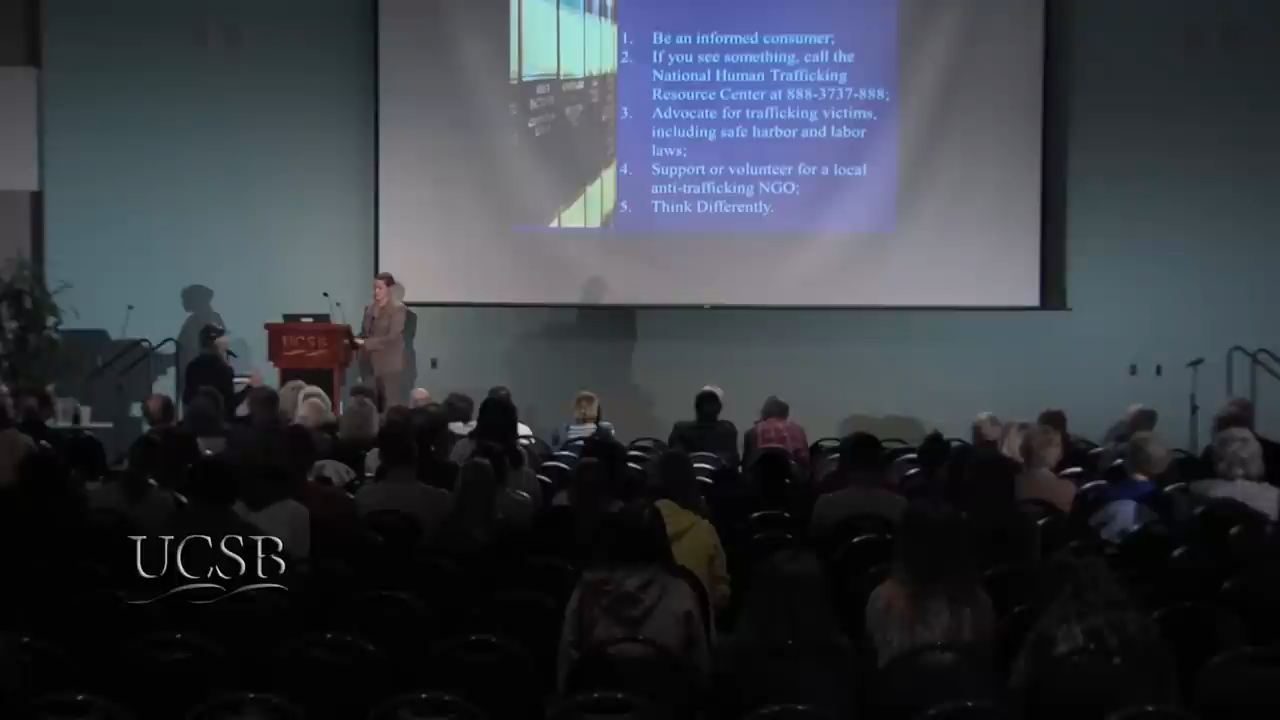 1. Be an informed consumer;
2. If you see something, call the
National Human Trafficking
Resource Center at 888-3737-888;
3. Advocate for trafficking victims,
including safe harbor and labor
laws;
4. Support or volunteer for a local
anti-trafficking NGO;
5. Think Differently.
UCSB
UCSB